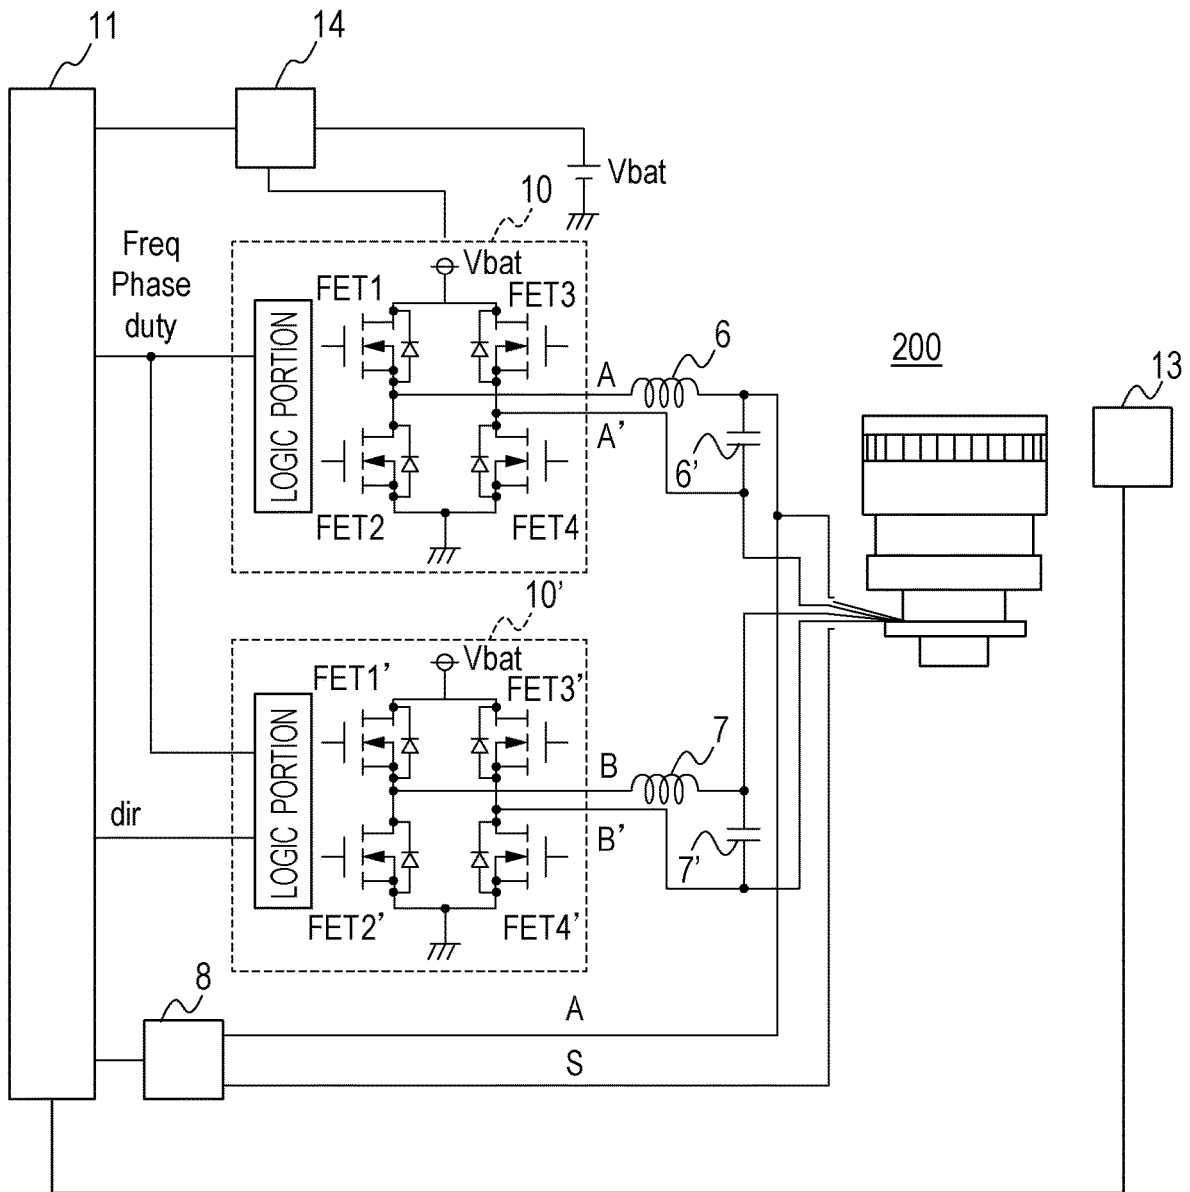 11
14
Vbat
10
Freq
Phase
duty
Vbat
FET1
FET3
LOGIC PORTION
A
6
200
13
A’
6’
FET2
FET4
10’
Vbat
FET1’
FET3’
LOGIC PORTION
B
7
dir
B’
7’
FET2’
FET4’
8
A
S